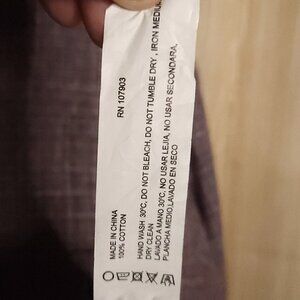 RN 107903
MADE IN CHINA
100% COTTON
HAND WASH 30°C, DO NOT BLEACH, DO NOT TUMBLE DRY , IRON MEDIUM,
DRY CLEAN
LAVADO A MANO 30°C, NO USAR LEJIA, NO USAR SECONDARA,
PLANCHA MEDIO,LAVADO EN SECO